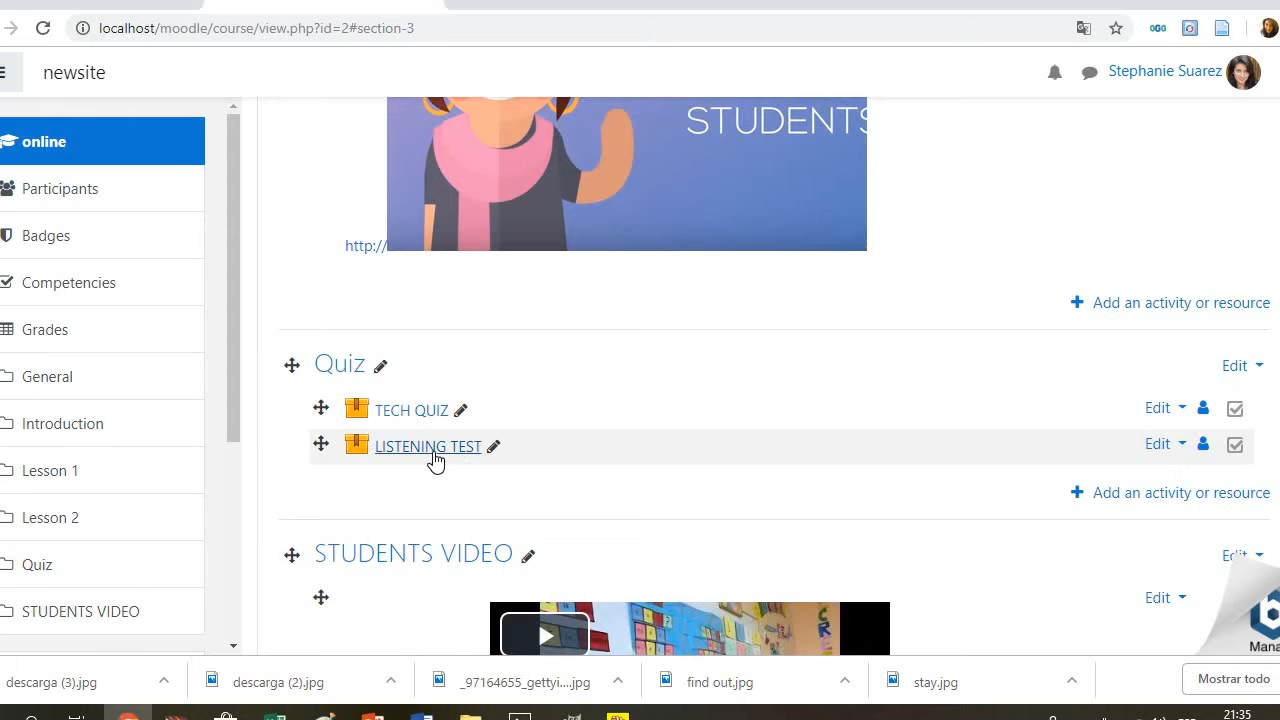 localhost/moodle/course/view.php?id=2#section-3
newsite
Stephanie Suarez
online
Participants
Badges
Competencies
Grades
General
Introduction
Lesson 1
Lesson 2
Quiz
STUDENTS VIDEO
STUDENTS
http://
Add an activity or resource
Quiz
Edit
TECH QUIZ
Edit
LISTENING TEST
Edit
Add an activity or resource
STUDENTS VIDEO
Edit
Edit
Mana
descarga (3).jpg
descarga (2).jpg
_97164655_gettyi....jpg
find out.jpg
stay.jpg
Mostrar todo
21:35